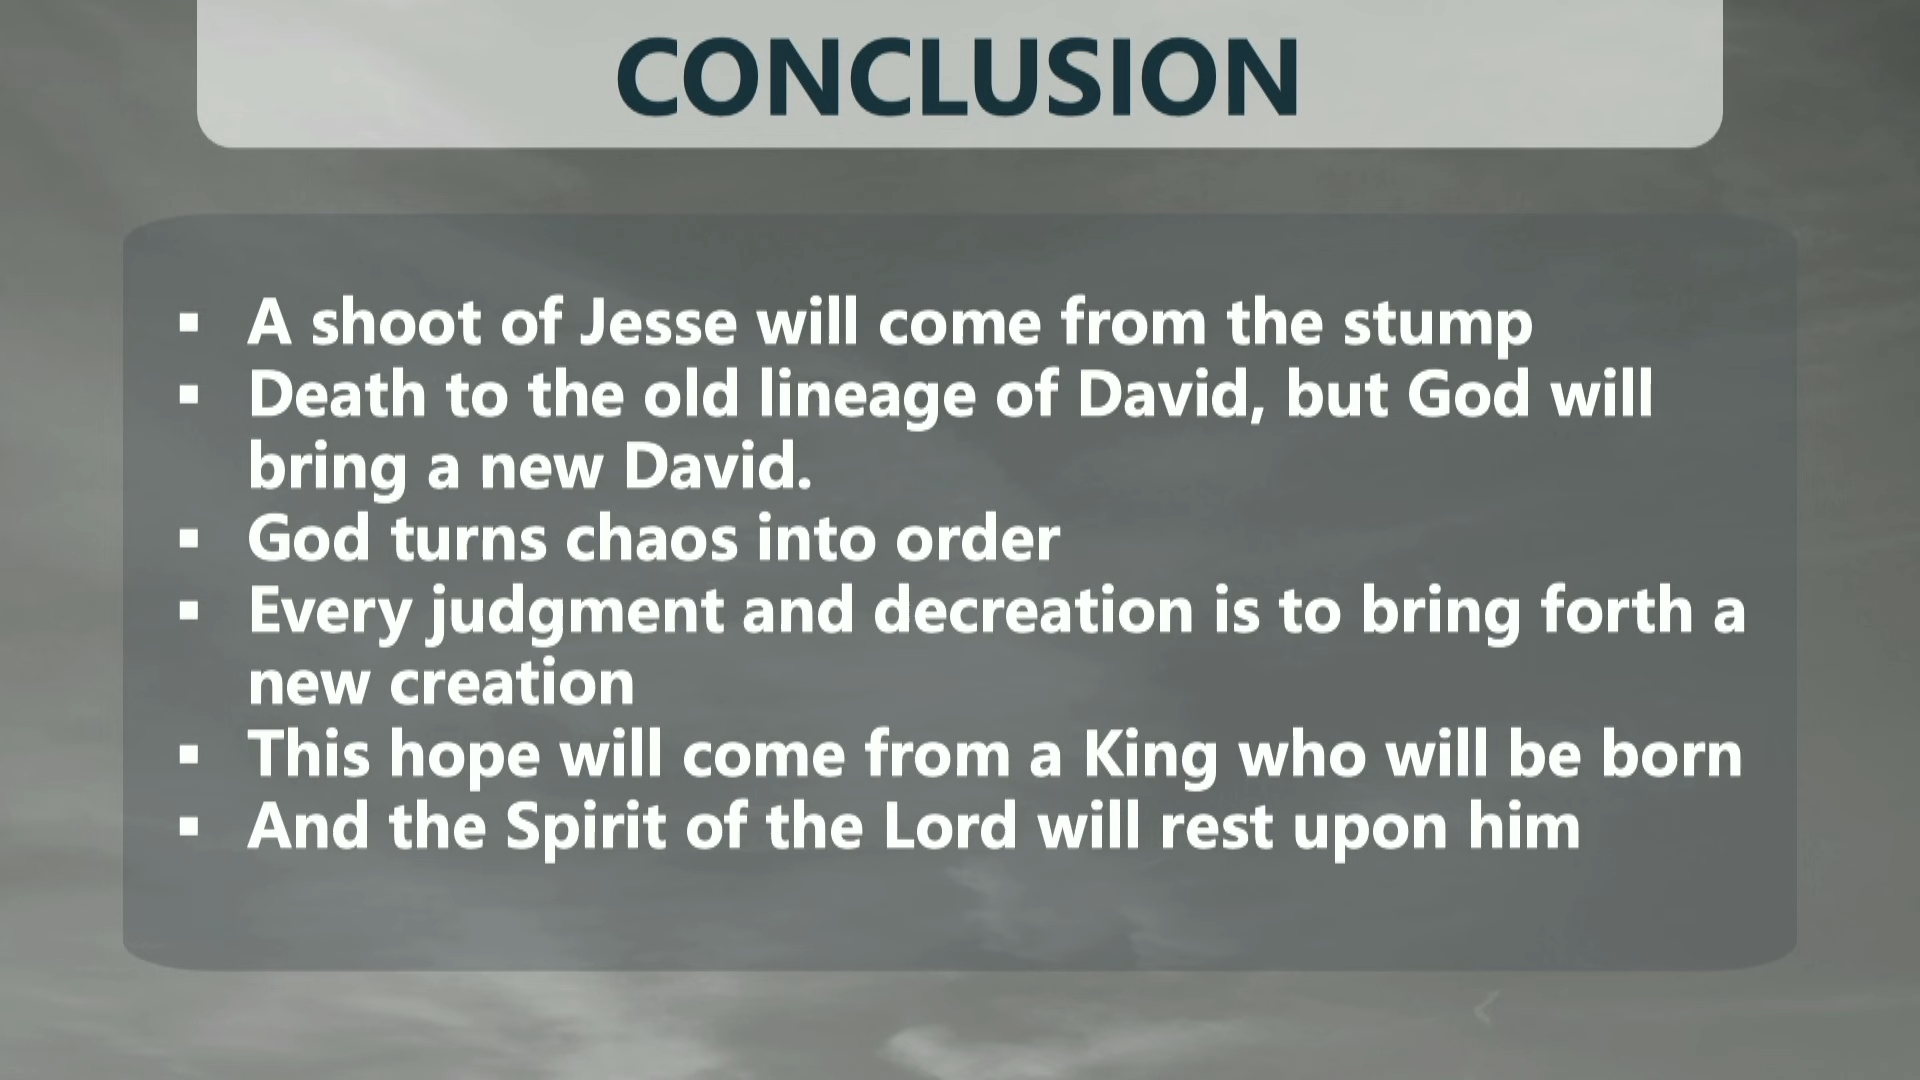 CONCLUSION
▪ A shoot of Jesse will come from the stump
▪ Death to the old lineage of David, but God will
bring a new David.
▪ God turns chaos into order
▪ Every judgment and decreation is to bring forth a
new creation
▪ This hope will come from a King who will be born
▪ And the Spirit of the Lord will rest upon him